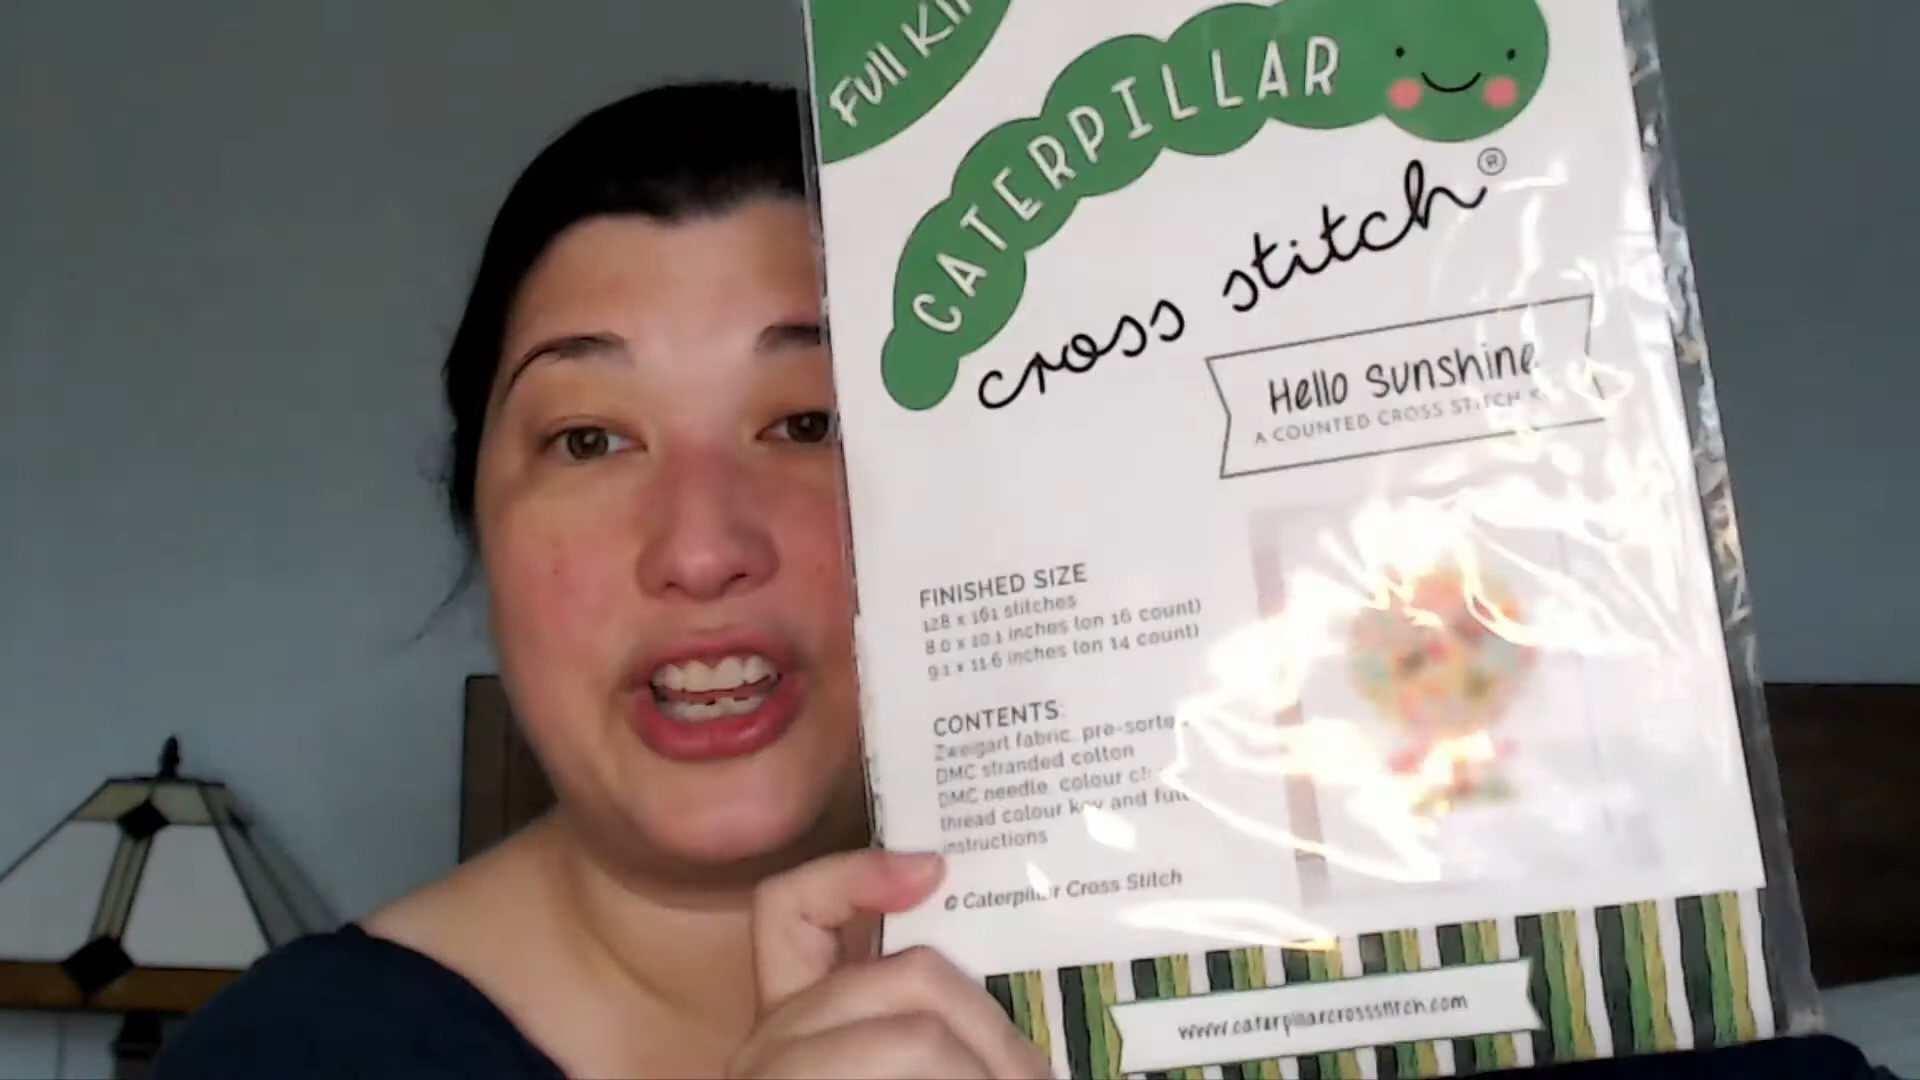 Full Ki
CATERPILLAR
cross stitch®
Hello Sunshine
A COUNTED CROSS STITCH
FINISHED SIZE
128 x 161 stitches
8.0 x 10.1 inches (on 16 count)
9.1 x 11.6 inches (on 14 count)
CONTENTS:
Zweigart fabric, pre-sorte
DMC stranded cotton
DMC needle, colour
thread colour key and full
instructions
© Caterpillar Cross Stitch
www.caterpillarcrossstitch.com